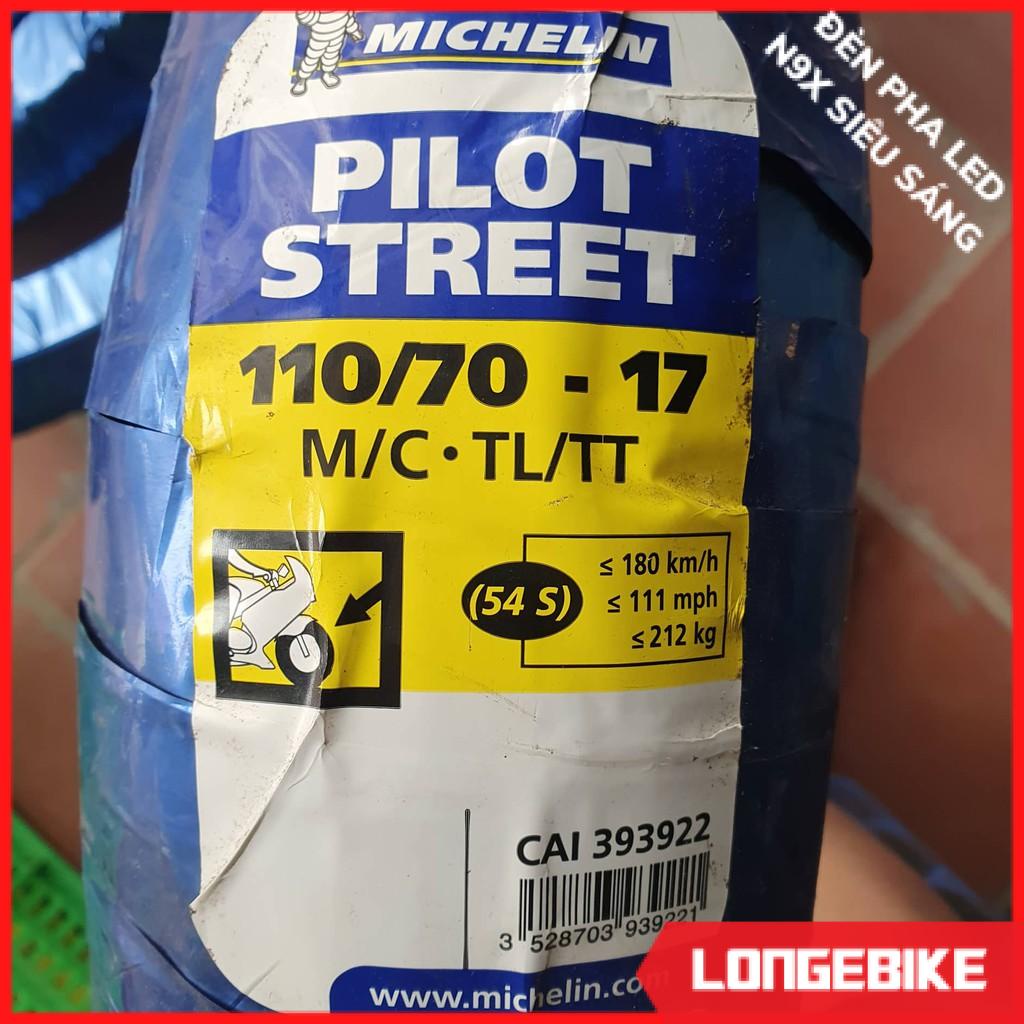 MICHELIN
PILOT
STREET
110/70 - 17
M/C • TL/TT
(54 S)
≤ 180 km/h
≤ 111 mph
≤ 212 kg
CAI 393922
3 528703 939221
www.michelin.com
ĐÈN PHA LED
N9X SIÊU SÁNG
LONGEBIKE